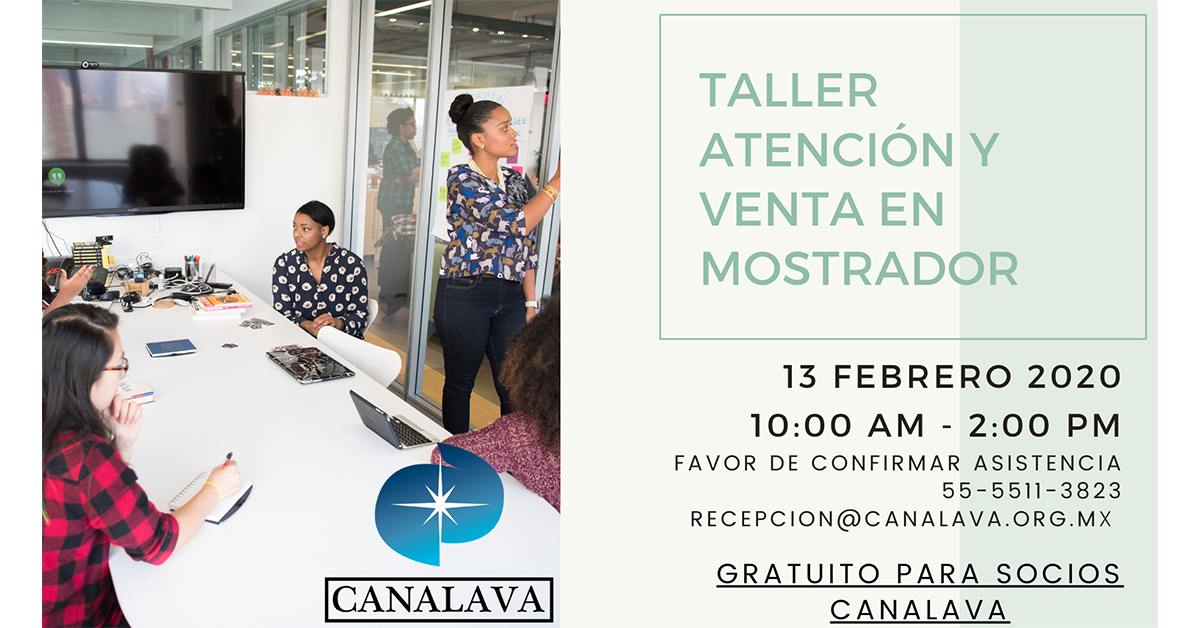 TALLER
ATENCIÓN Y
VENTA EN
MOSTRADOR
13 FEBRERO 2020
10:00 AM - 2:00 PM
FAVOR DE CONFIRMAR ASISTENCIA
55-5511-3823
RECEPCION@CANALAVA.ORG.MX
GRATUITO PARA SOCIOS
CANALAVA
CANALAVA